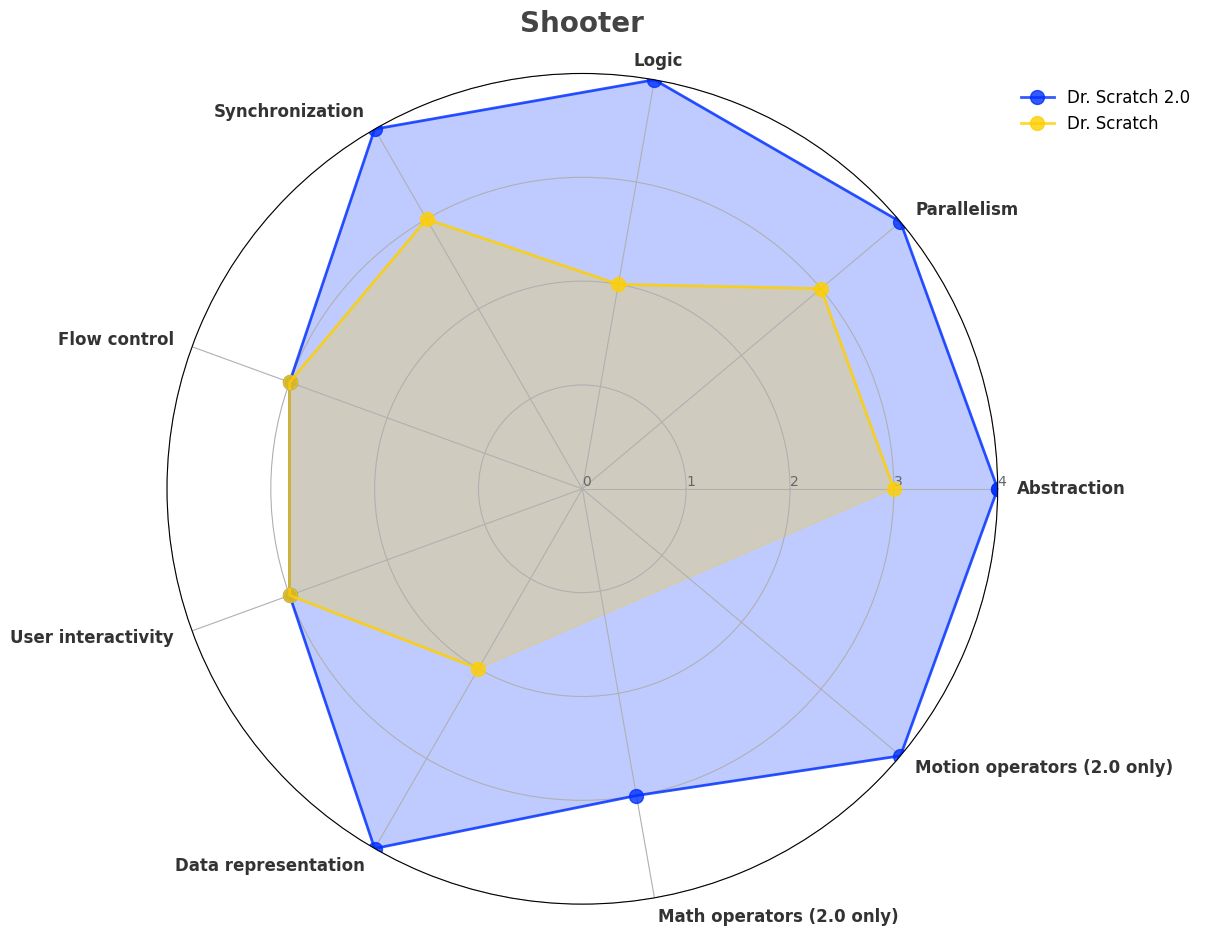 Shooter
Logic
Dr. Scratch 2.0
Dr. Scratch
Synchronization
Parallelism
Flow control
0 1 2 3 4
Abstraction
User interactivity
Motion operators (2.0 only)
Data representation
Math operators (2.0 only)